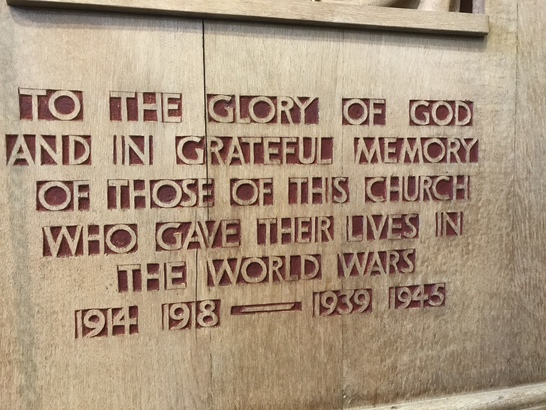 TO THE GLORY OF GOD
AND IN GRATEFUL MEMORY
OF THOSE OF THIS CHURCH
WHO GAVE THEIR LIVES IN
THE WORLD WARS
1914 1918 — 1939 1945